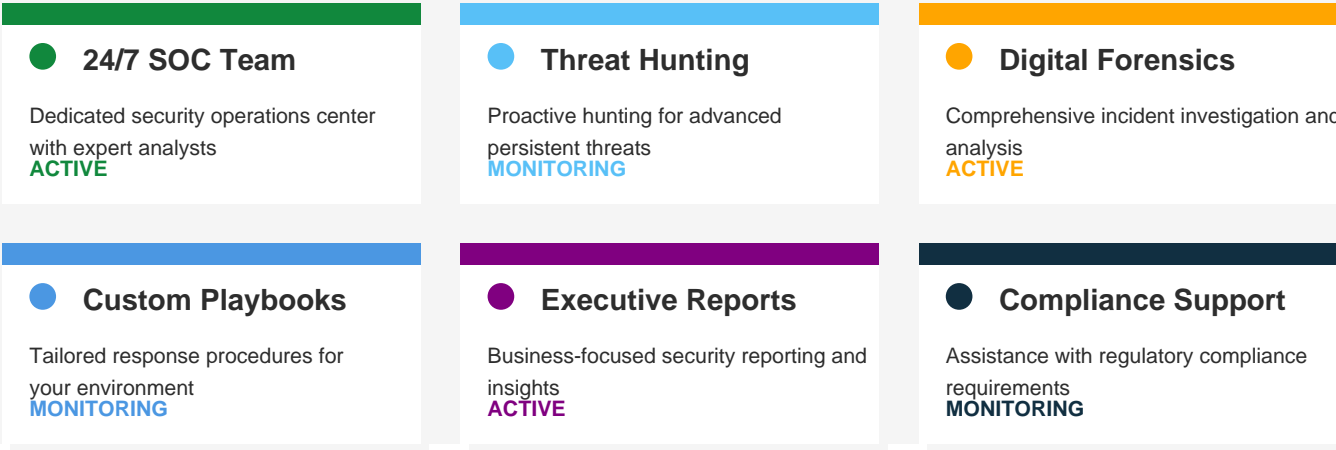 24/7 SOC Team
Dedicated security operations center
with expert analysts
ACTIVE
Threat Hunting
Proactive hunting for advanced
persistent threats
MONITORING
Digital Forensics
Comprehensive incident investigation and
analysis
ACTIVE
Custom Playbooks
Tailored response procedures for
your environment
MONITORING
Executive Reports
Business-focused security reporting and
insights
ACTIVE
Compliance Support
Assistance with regulatory compliance
requirements
MONITORING